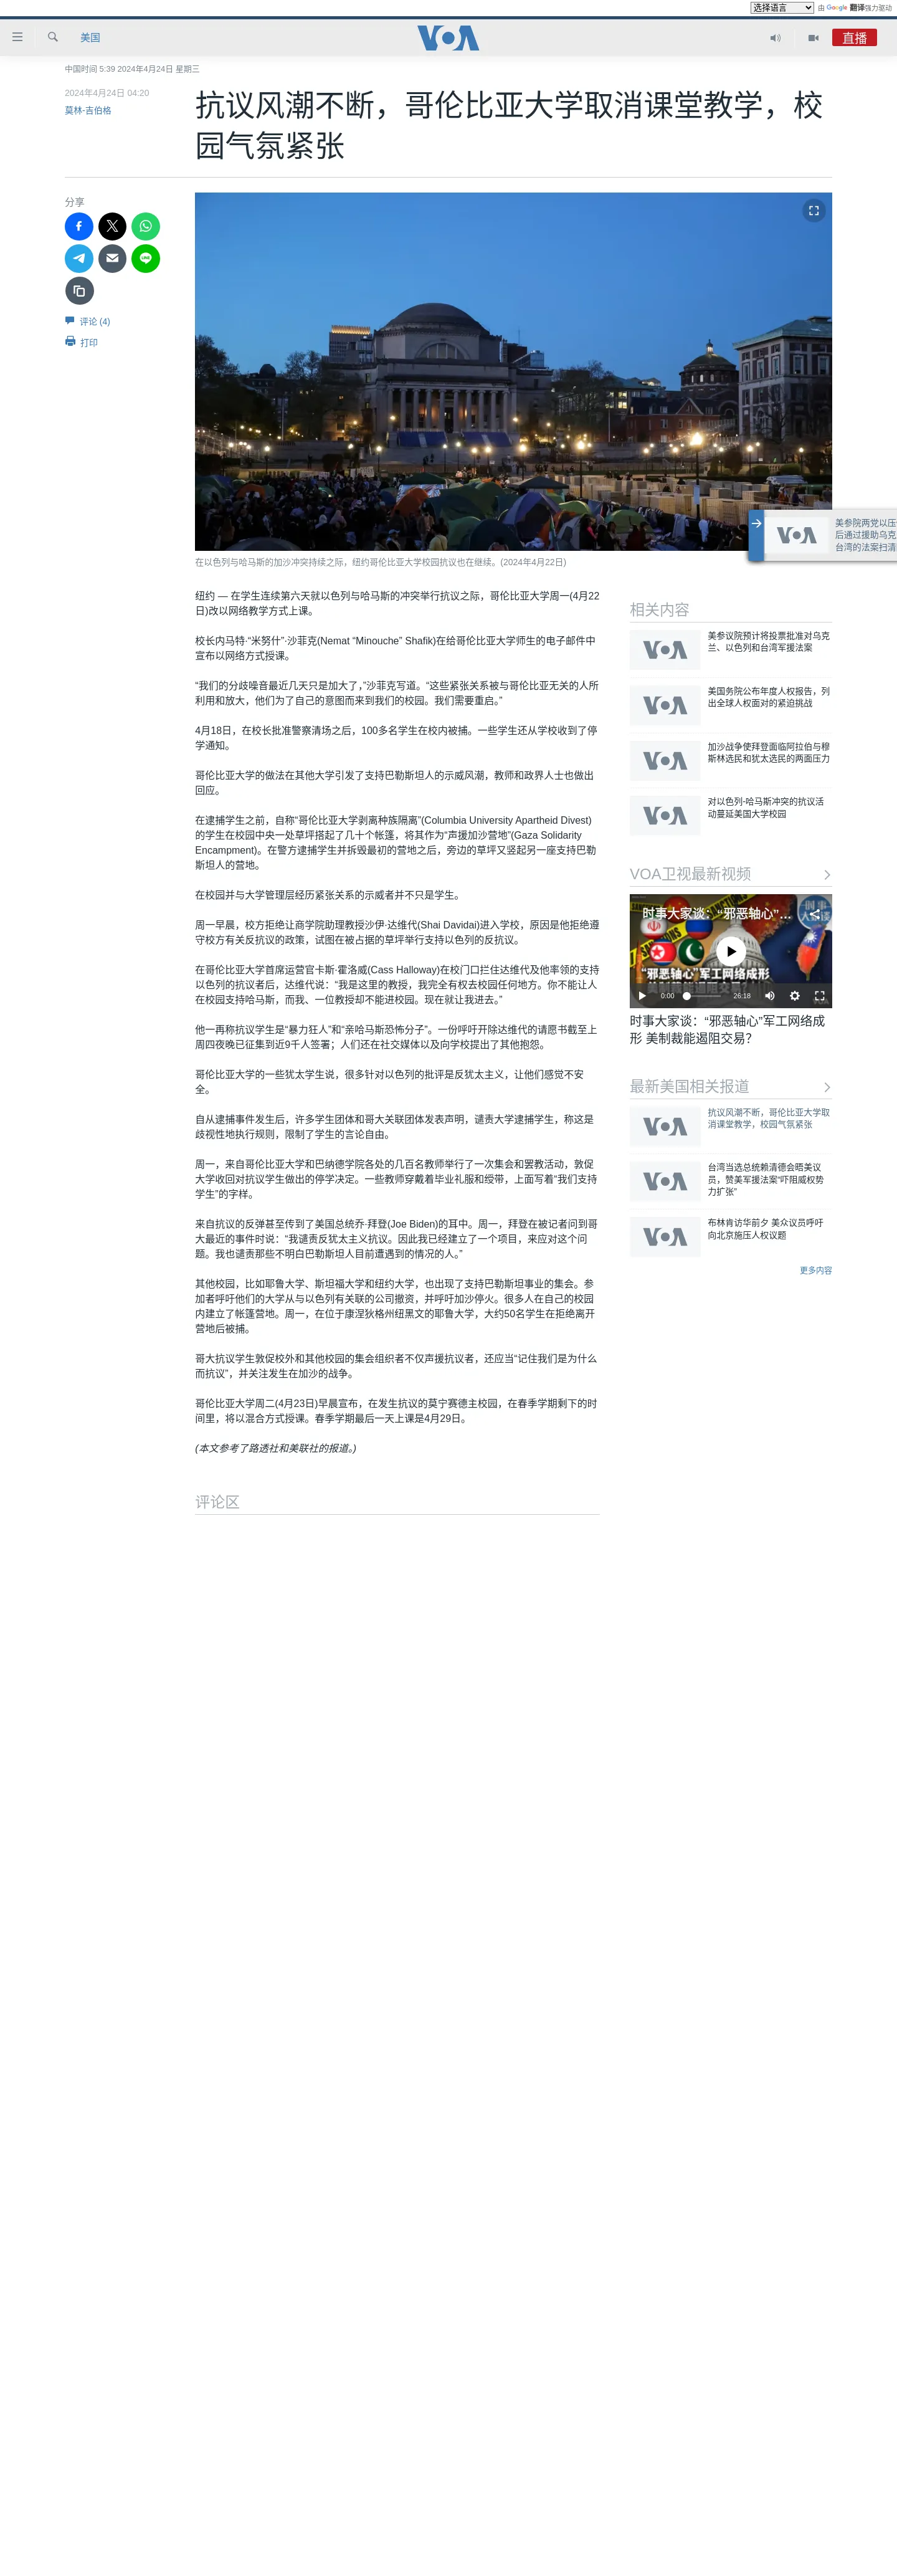 选择语言
由 Google 翻译强力驱动
美国
VOA
直播
中国时间 5:39 2024年4月24日 星期三
2024年4月24日 04:20
莫林-吉伯格
抗议风潮不断，哥伦比亚大学取消课堂教学，校
园气氛紧张
分享
评论 (4)
打印
在以色列与哈马斯的加沙冲突持续之际，纽约哥伦比亚大学校园抗议也在继续。(2024年4月22日)
VOA
美参院两党以压
后通过援助乌克
台湾的法案扫清
纽约 — 在学生连续第六天就以色列与哈马斯的冲突举行抗议之际，哥伦比亚大学周一(4月22
日)改以网络教学方式上课。
校长内马特·“米努什”·沙菲克(Nemat “Minouche” Shafik)在给哥伦比亚大学师生的电子邮件中
宣布以网络方式授课。
“我们的分歧噪音最近几天只是加大了，”沙菲克写道。“这些紧张关系被与哥伦比亚无关的人所
利用和放大，他们为了自己的意图而来到我们的校园。我们需要重启。”
4月18日，在校长批准警察清场之后，100多名学生在校内被捕。一些学生还从学校收到了停
学通知。
哥伦比亚大学的做法在其他大学引发了支持巴勒斯坦人的示威风潮，教师和政界人士也做出
回应。
在逮捕学生之前，自称“哥伦比亚大学剥离种族隔离”(Columbia University Apartheid Divest)
的学生在校园中央一处草坪搭起了几十个帐篷，将其作为“声援加沙营地”(Gaza Solidarity
Encampment)。在警方逮捕学生并拆毁最初的营地之后，旁边的草坪又竖起另一座支持巴勒
斯坦人的营地。
在校园并与大学管理层经历紧张关系的示威者并不只是学生。
周一早晨，校方拒绝让商学院助理教授沙伊·达维代(Shai Davidai)进入学校，原因是他拒绝遵
守校方有关反抗议的政策，试图在被占据的草坪举行支持以色列的反抗议。
在哥伦比亚大学首席运营官卡斯·霍洛威(Cass Halloway)在校门口拦住达维代及他率领的支持
以色列的抗议者后，达维代说：“我是这里的教授，我完全有权去校园任何地方。你不能让人
在校园支持哈马斯，而我、一位教授却不能进校园。现在就让我进去。”
他一再称抗议学生是“暴力狂人”和“亲哈马斯恐怖分子”。一份呼吁开除达维代的请愿书截至上
周四夜晚已征集到近9千人签署；人们还在社交媒体以及向学校提出了其他抱怨。
哥伦比亚大学的一些犹太学生说，很多针对以色列的批评是反犹太主义，让他们感觉不安
全。
自从逮捕事件发生后，许多学生团体和哥大关联团体发表声明，谴责大学逮捕学生，称这是
歧视性地执行规则，限制了学生的言论自由。
周一，来自哥伦比亚大学和巴纳德学院各处的几百名教师举行了一次集会和罢教活动，敦促
大学收回对抗议学生做出的停学决定。一些教师穿戴着毕业礼服和绶带，上面写着“我们支持
学生”的字样。
来自抗议的反弹甚至传到了美国总统乔·拜登(Joe Biden)的耳中。周一，拜登在被记者问到哥
大最近的事件时说：“我谴责反犹太主义抗议。因此我已经建立了一个项目，来应对这个问
题。我也谴责那些不明白巴勒斯坦人目前遭遇到的情况的人。”
其他校园，比如耶鲁大学、斯坦福大学和纽约大学，也出现了支持巴勒斯坦事业的集会。参
加者呼吁他们的大学从与以色列有关联的公司撤资，并呼吁加沙停火。很多人在自己的校园
内建立了帐篷营地。周一，在位于康涅狄格州纽黑文的耶鲁大学，大约50名学生在拒绝离开
营地后被捕。
哥大抗议学生敦促校外和其他校园的集会组织者不仅声援抗议者，还应当“记住我们是为什么
而抗议”，并关注发生在加沙的战争。
哥伦比亚大学周二(4月23日)早晨宣布，在发生抗议的莫宁赛德主校园，在春季学期剩下的时
间里，将以混合方式授课。春季学期最后一天上课是4月29日。
(本文参考了路透社和美联社的报道。)
评论区
相关内容
VOA
美参议院预计将投票批准对乌克
兰、以色列和台湾军援法案
VOA
美国务院公布年度人权报告，列
出全球人权面对的紧迫挑战
VOA
加沙战争使拜登面临阿拉伯与穆
斯林选民和犹太选民的两面压力
VOA
对以色列-哈马斯冲突的抗议活
动蔓延美国大学校园
VOA卫视最新视频
时事大家谈：“邪恶轴心”...
“邪恶轴心”军工网络成形
0:00
26:18
时事大家谈：“邪恶轴心”军工网络成
形 美制裁能遏阻交易？
最新美国相关报道
VOA
抗议风潮不断，哥伦比亚大学取
消课堂教学，校园气氛紧张
VOA
台湾当选总统赖清德会晤美议
员，赞美军援法案“吓阻威权势
力扩张”
VOA
布林肯访华前夕 美众议员呼吁
向北京施压人权议题
更多内容